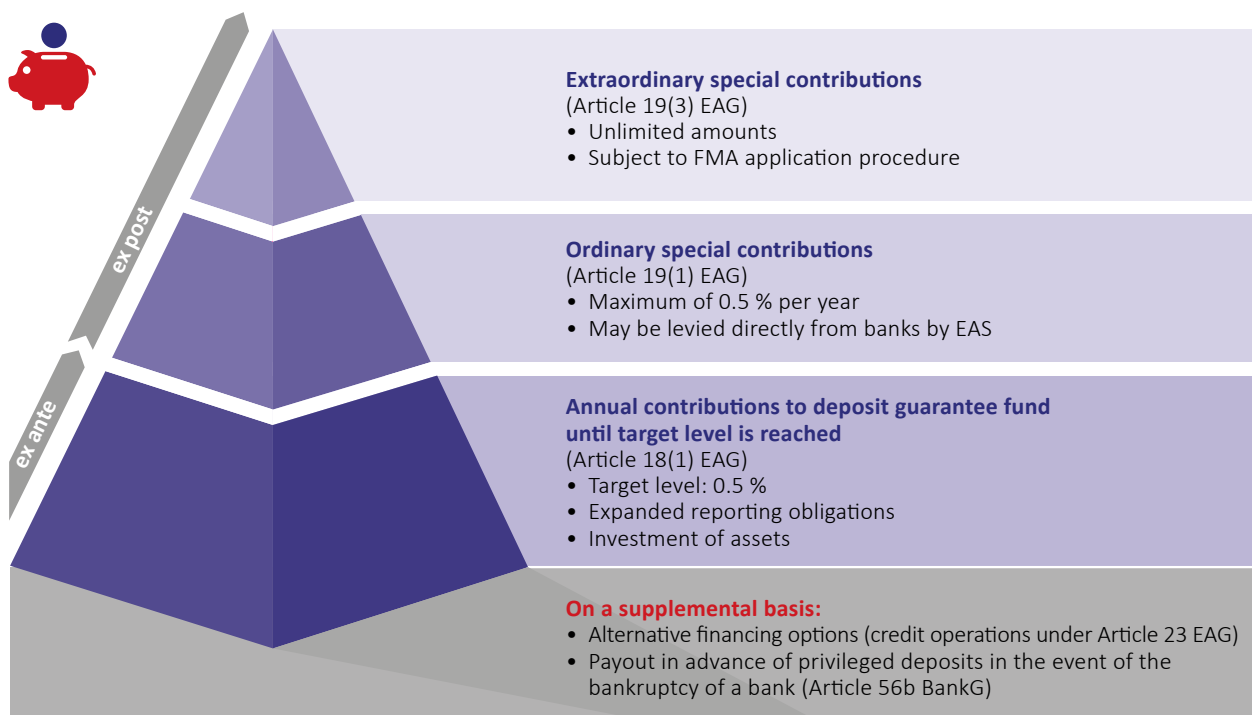 Extraordinary special contributions
(Article 19(3) EAG)
• Unlimited amounts
• Subject to FMA application procedure
ex post
Ordinary special contributions
(Article 19(1) EAG)
• Maximum of 0.5 % per year
• May be levied directly from banks by EAS
ex ante
Annual contributions to deposit guarantee fund
until target level is reached
(Article 18(1) EAG)
• Target level: 0.5 %
• Expanded reporting obligations
• Investment of assets
On a supplemental basis:
• Alternative financing options (credit operations under Article 23 EAG)
• Payout in advance of privileged deposits in the event of the
bankruptcy of a bank (Article 56b BankG)